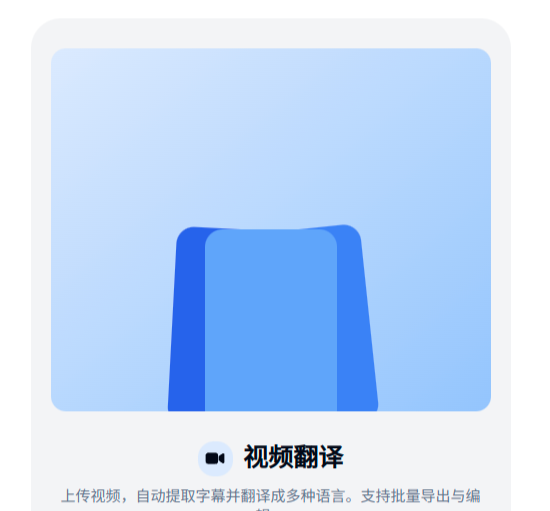 视频翻译
上传视频，自动提取字幕并翻译成多种语言。支持批量导出与编